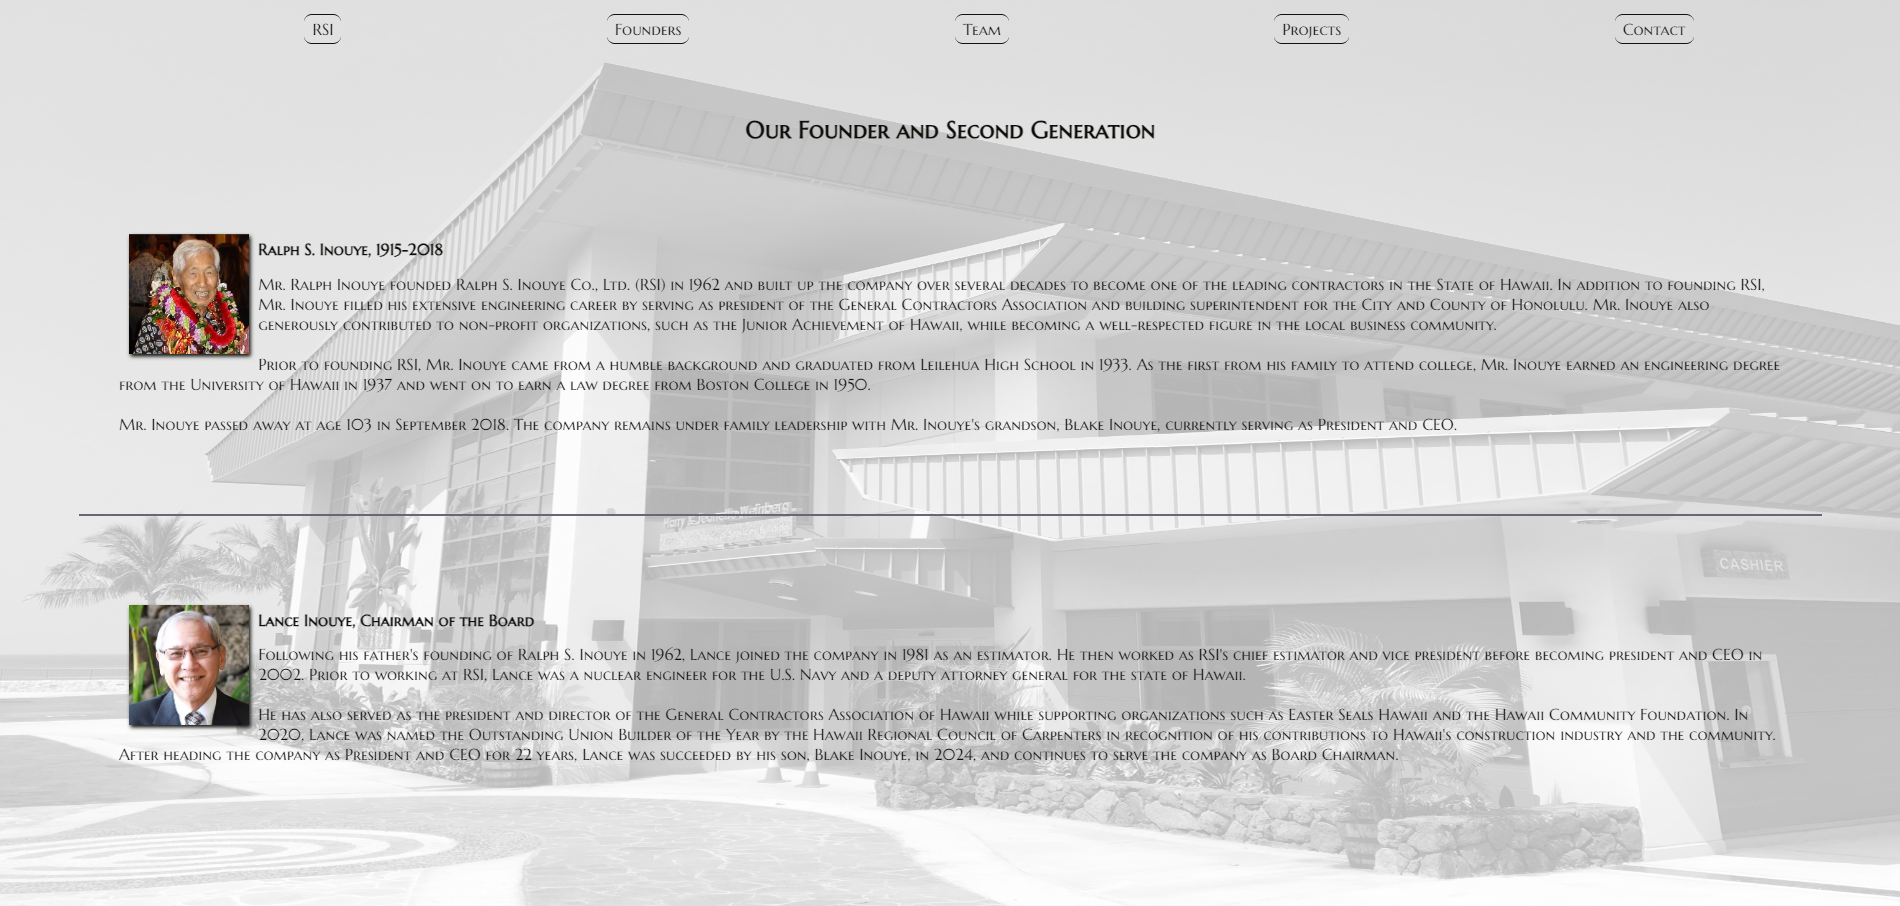 RSI Founders Team Projects Contact
Our Founder and Second Generation
Ralph S. Inouye, 1915-2018
Mr. Ralph Inouye founded Ralph S. Inouye Co., Ltd. (RSI) in 1962 and built up the company over several decades to become one of the leading contractors in the State of Hawaii. In addition to founding RSI,
Mr. Inouye filled his extensive engineering career by serving as president of the General Contractors Association and building superintendent for the City and County of Honolulu. Mr. Inouye also
generously contributed to non-profit organizations, such as the Junior Achievement of Hawaii, while becoming a well-respected figure in the local business community.
Prior to founding RSI, Mr. Inouye came from a humble background and graduated from Leilehua High School in 1933. As the first from his family to attend college, Mr. Inouye earned an engineering degree
from the University of Hawaii in 1937 and went on to earn a law degree from Boston College in 1950.
Mr. Inouye passed away at age 103 in September 2018. The company remains under family leadership with Mr. Inouye's grandson, Blake Inouye, currently serving as President and CEO.
Harry & Jeanette Weinberg
CASHIER
Lance Inouye, Chairman of the Board
Following his father's founding of Ralph S. Inouye in 1962, Lance joined the company in 1981 as an estimator. He then worked as RSI's chief estimator and vice president before becoming president and CEO in
2002. Prior to working at RSI, Lance was a nuclear engineer for the U.S. Navy and a deputy attorney general for the state of Hawaii.
He has also served as the president and director of the General Contractors Association of Hawaii while supporting organizations such as Easter Seals Hawaii and the Hawaii Community Foundation. In
2020, Lance was named the Outstanding Union Builder of the Year by the Hawaii Regional Council of Carpenters in recognition of his contributions to Hawaii's construction industry and the community.
After heading the company as President and CEO for 22 years, Lance was succeeded by his son, Blake Inouye, in 2024, and continues to serve the company as Board Chairman.